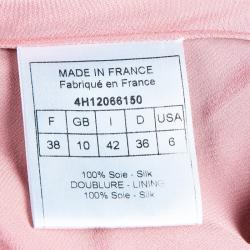 MADE IN FRANCE
Fabriqué en France
4H12066150
F GB I D USA
38 10 42 36 6
100% Soie - Silk
DOUBLURE - LINING
100% Soie - Silk